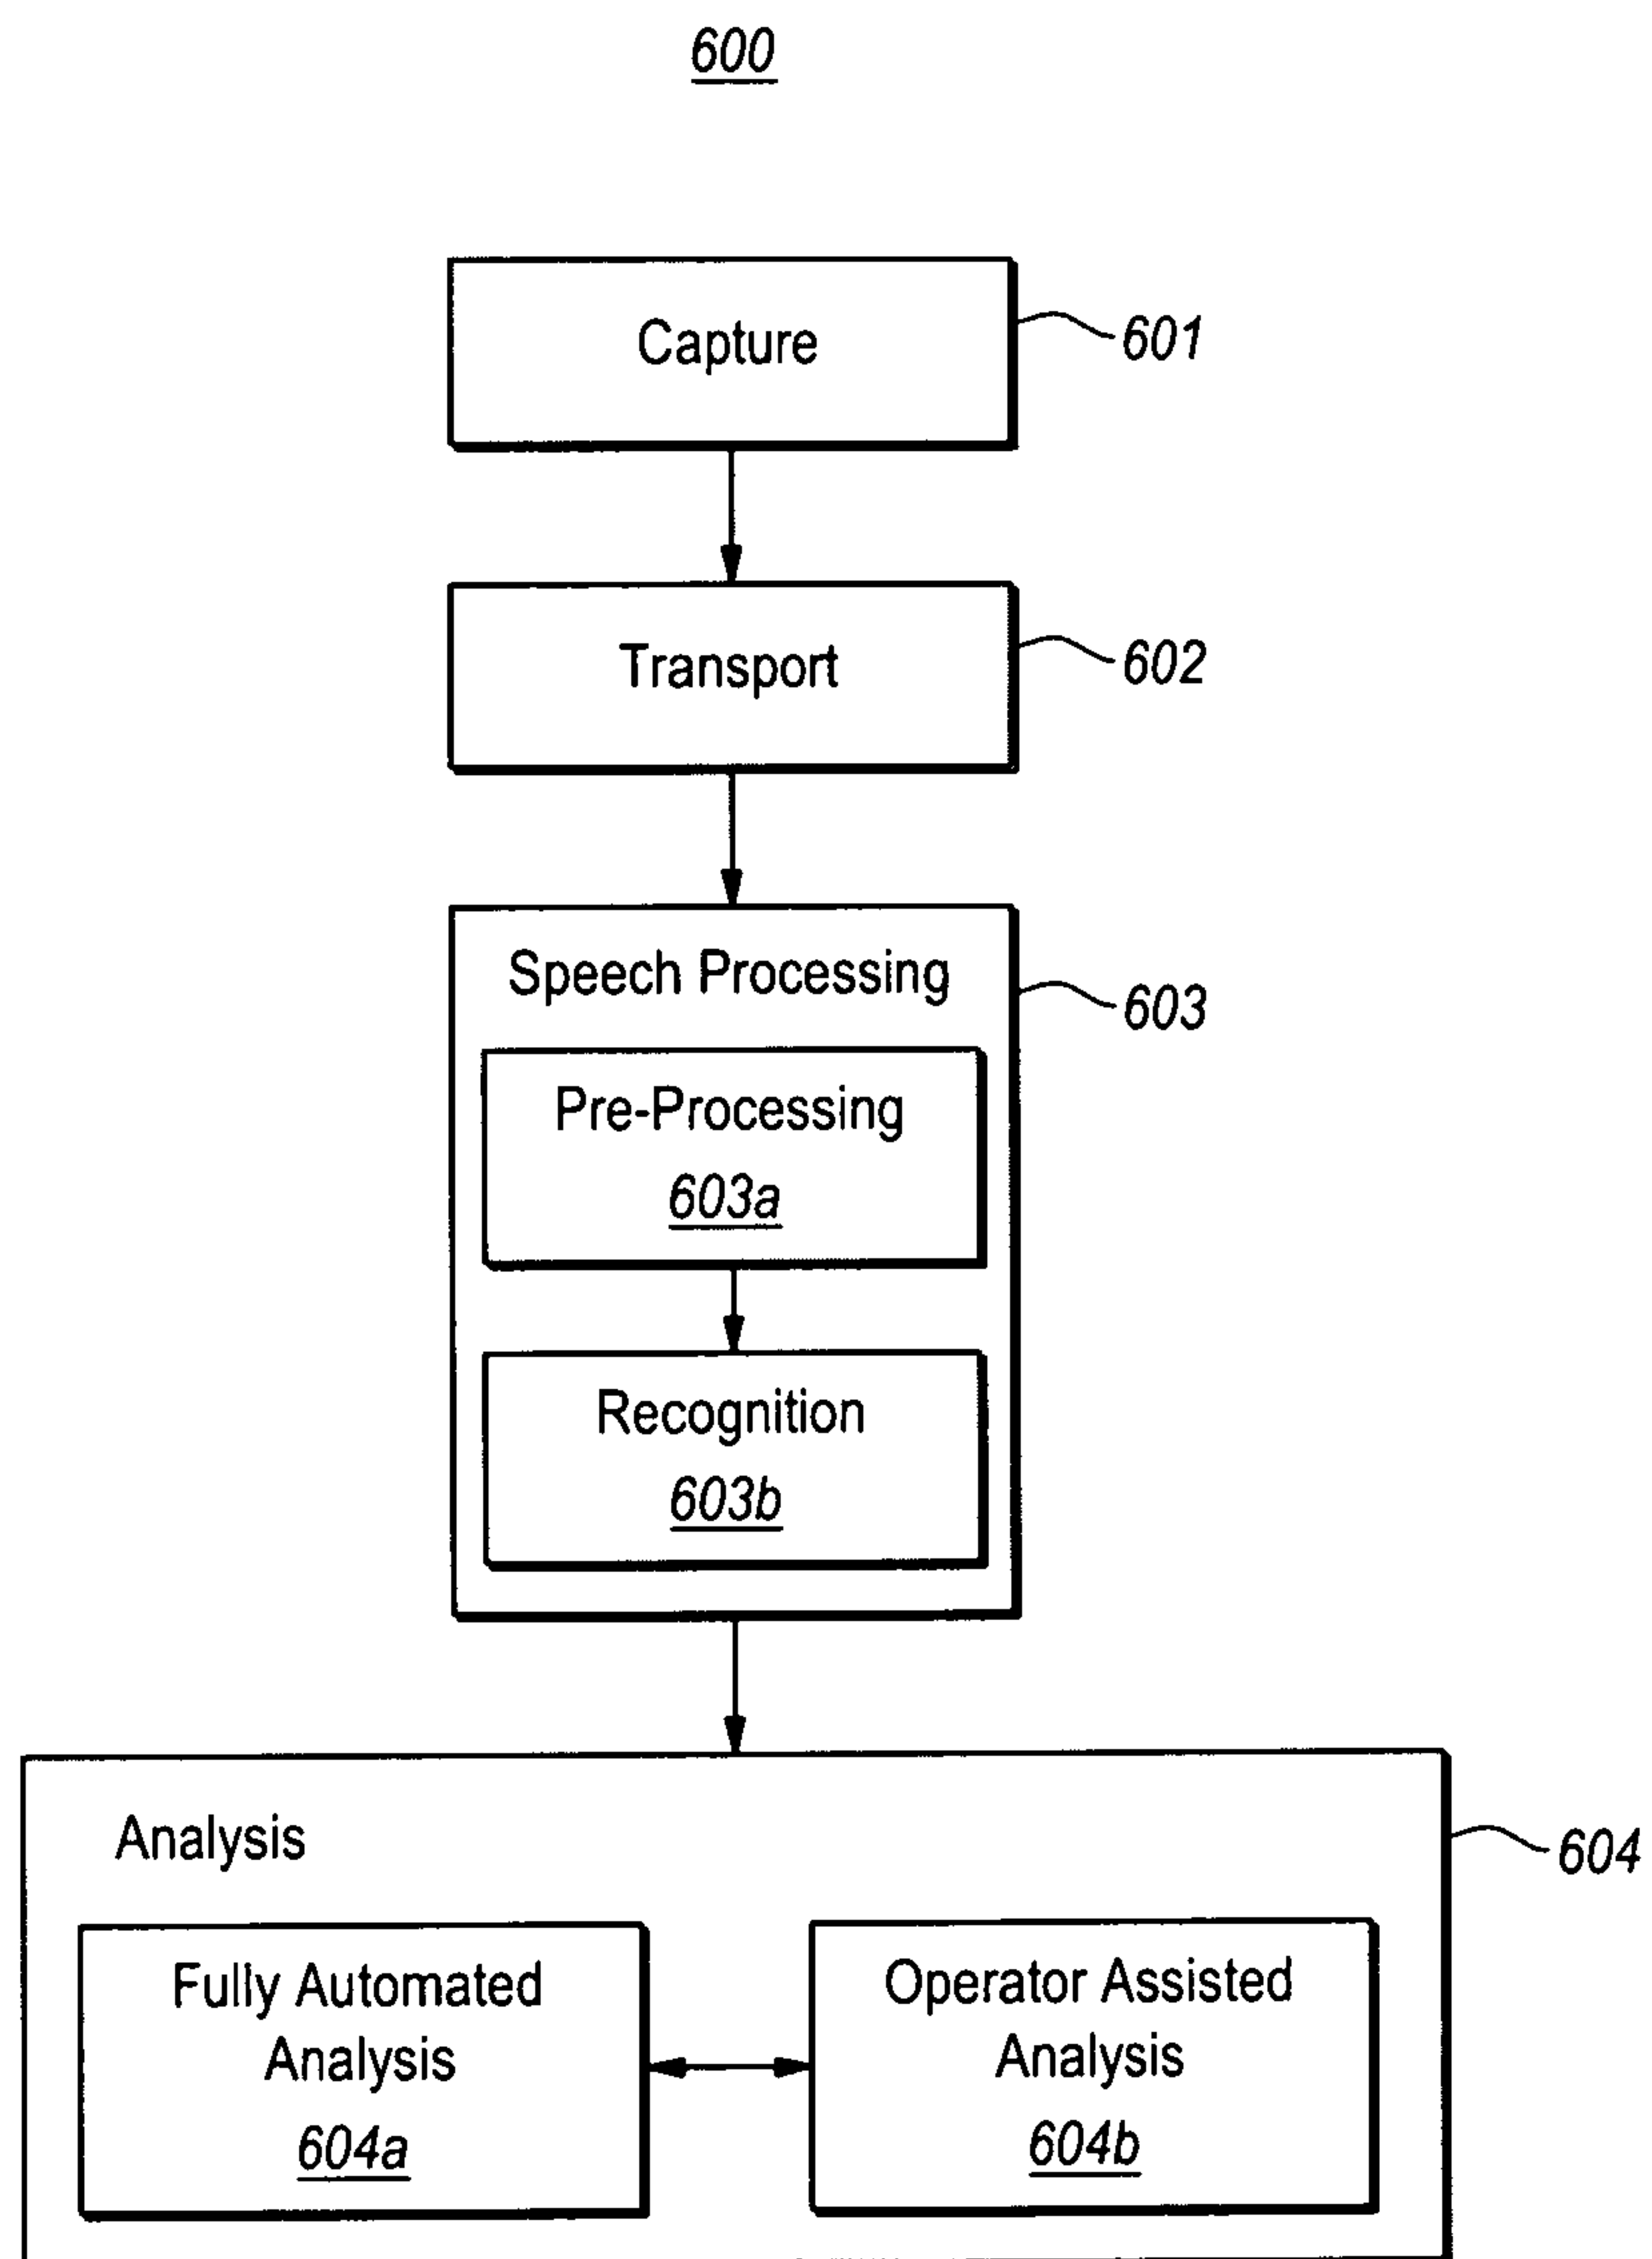 600
Capture
601
Transport
602
Speech Processing
603
Pre-Processing
603a
Recognition
603b
Analysis
604
Fully Automated
Analysis
604a
Operator Assisted
Analysis
604b